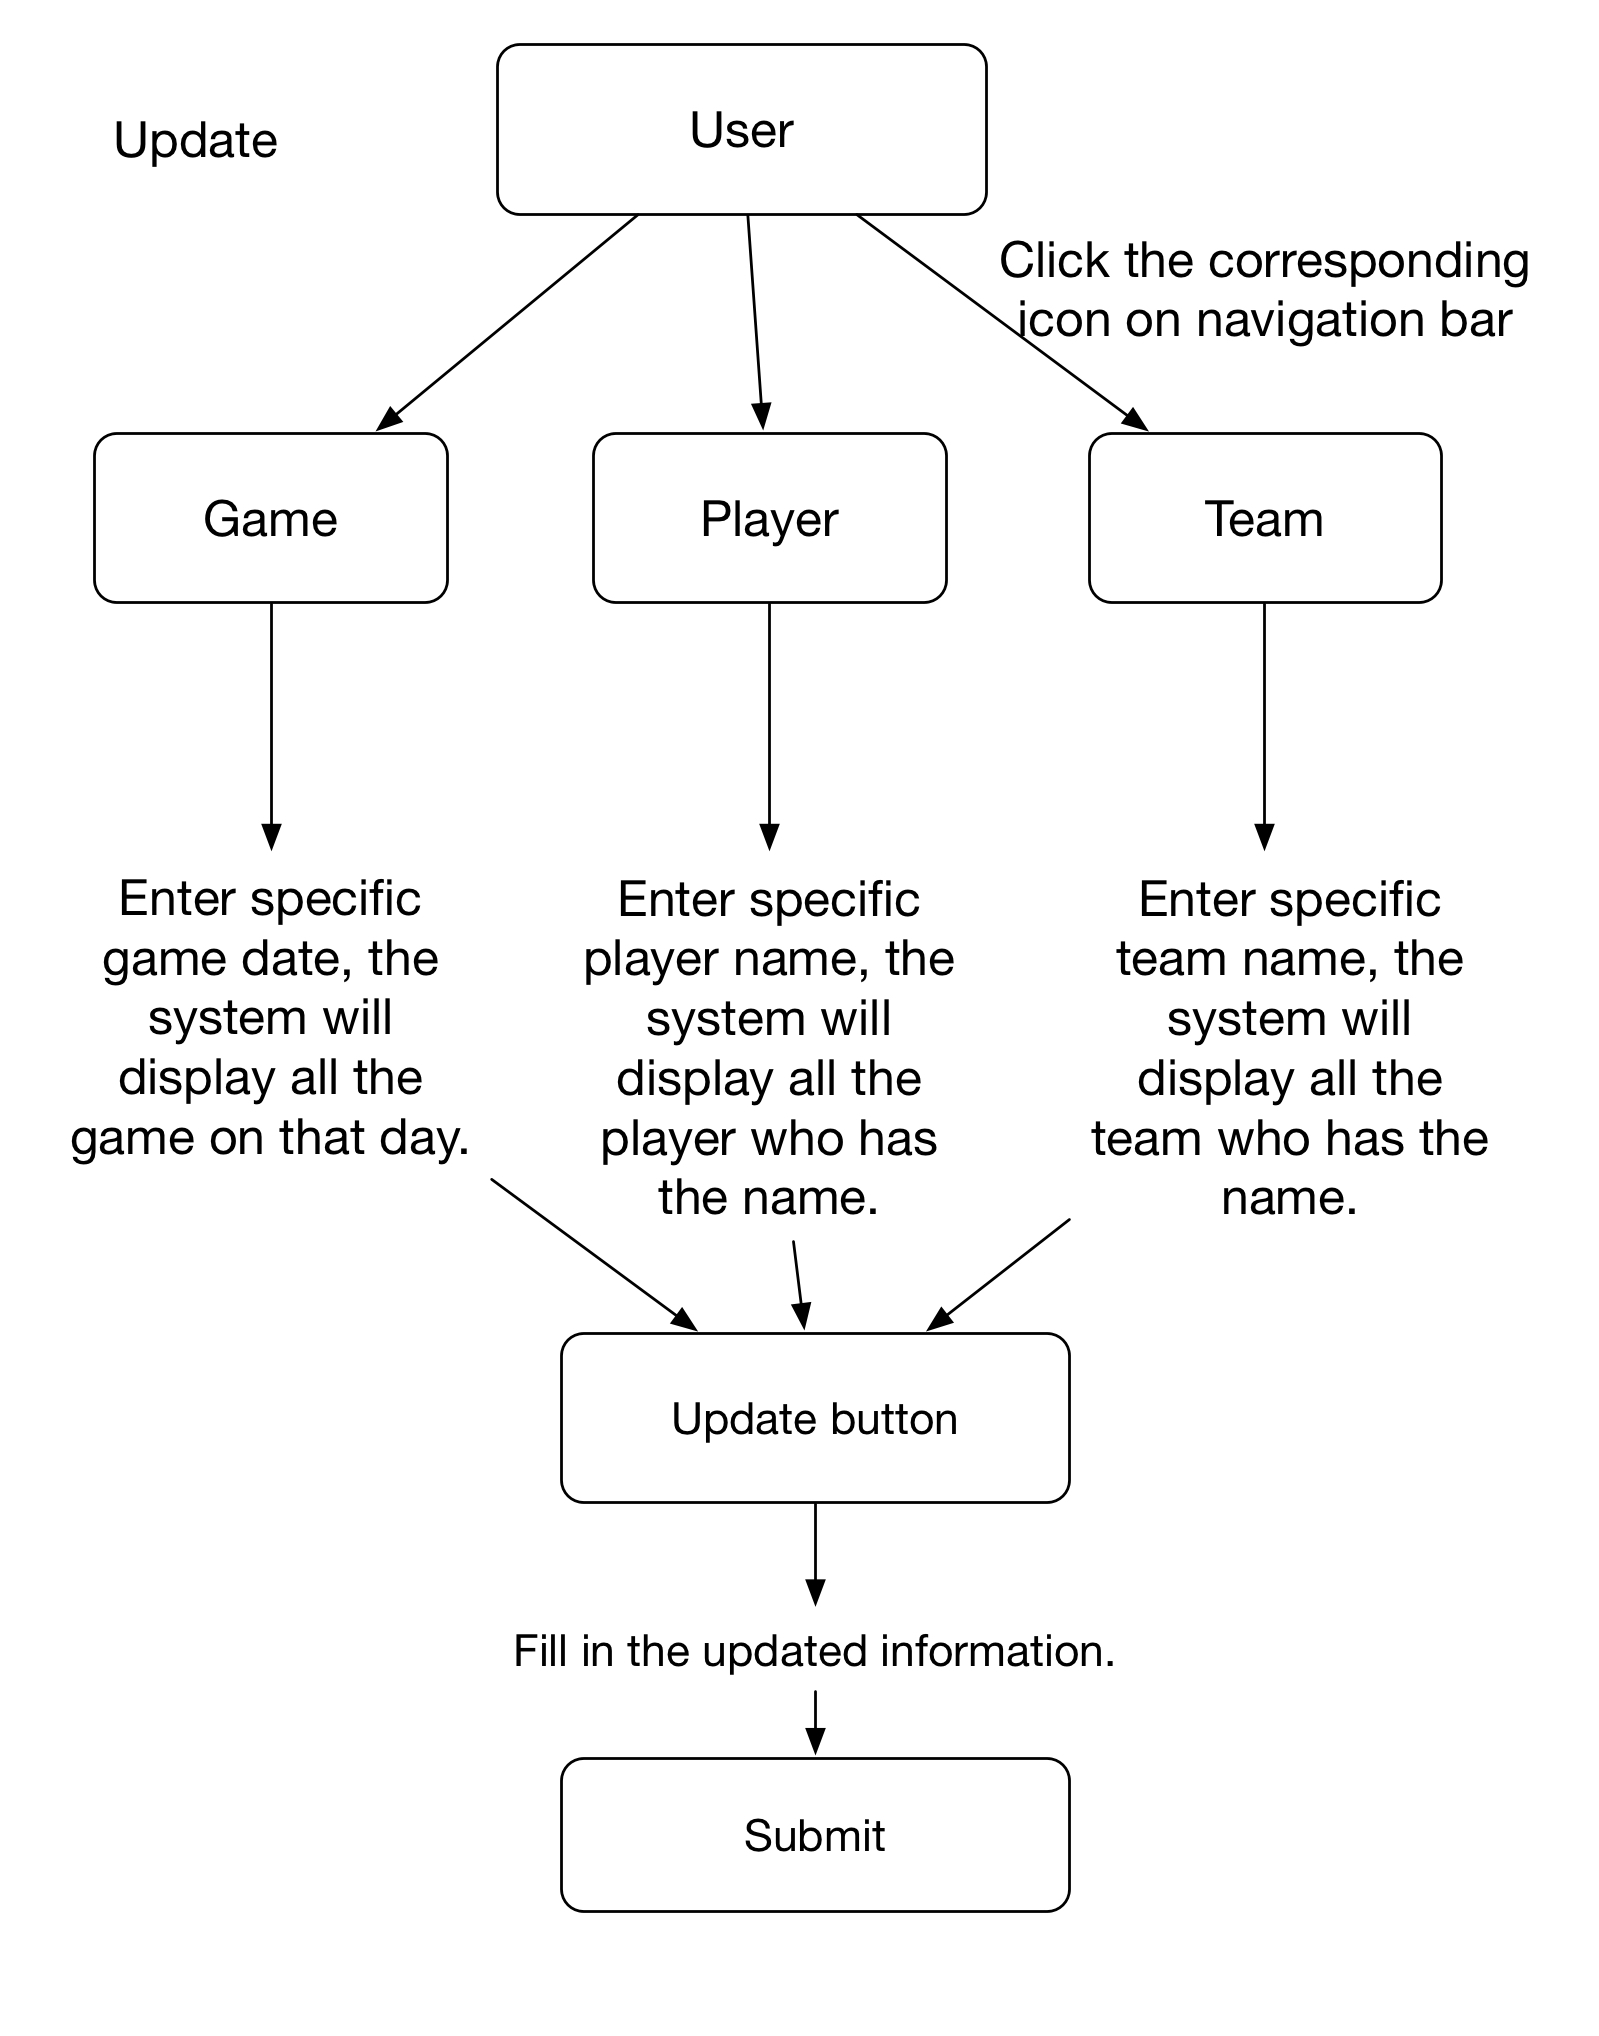 Update
User
Click the corresponding
icon on navigation bar
Game
Player
Team
Enter specific
game date, the
system will
display all the
game on that day.
Enter specific
player name, the
system will
display all the
player who has
the name.
Enter specific
team name, the
system will
display all the
team who has the
name.
Update button
Fill in the updated information.
Submit